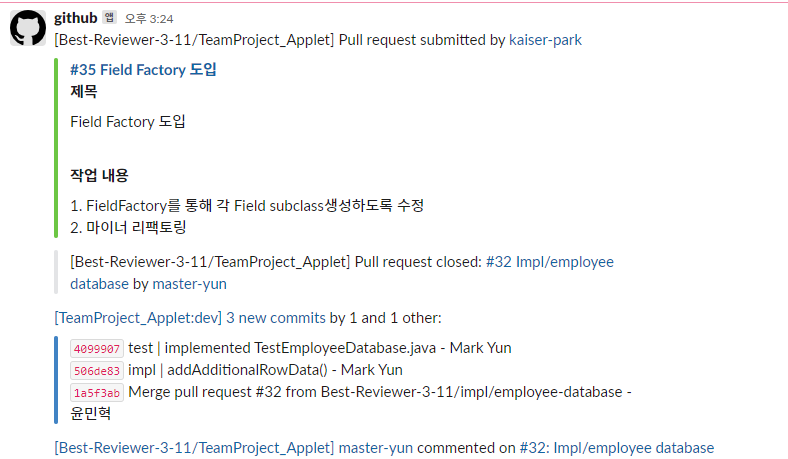 github 앱 오후 3:24
[Best-Reviewer-3-11/TeamProject_Applet] Pull request submitted by kaiser-park
#35 Field Factory 도입
제목
Field Factory 도입
작업 내용
1. FieldFactory를 통해 각 Field subclass생성하도록 수정
2. 마이너 리팩토링
[Best-Reviewer-3-11/TeamProject_Applet] Pull request closed: #32 Impl/employee
database by master-yun
[TeamProject_Applet:dev] 3 new commits by 1 and 1 other:
4099907 test | implemented TestEmployeeDatabase.java - Mark Yun
506de83 impl | addAdditionalRowData() - Mark Yun
1a5f3ab Merge pull request #32 from Best-Reviewer-3-11/impl/employee-database -
윤민혁
[Best-Reviewer-3-11/TeamProject_Applet] master-yun commented on #32: Impl/employee database